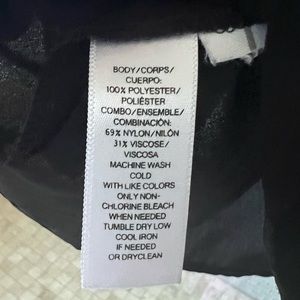 BODY/CORPS/
CUERPO:
100% POLYESTER/
POLIÉSTER
COMBO/ENSEMBLE/
COMBINACIÓN:
69% NYLON/NILÓN
31% VISCOSE/
VISCOSA
MACHINE WASH
COLD
WITH LIKE COLORS
ONLY NON-
CHLORINE BLEACH
WHEN NEEDED
TUMBLE DRY LOW
COOL IRON
IF NEEDED
OR DRYCLEAN